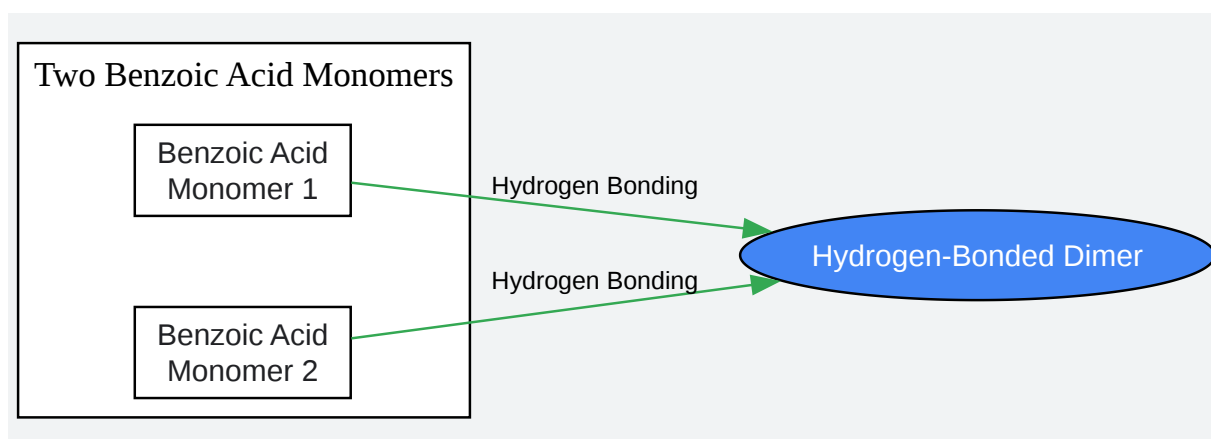 Two Benzoic Acid Monomers
Benzoic Acid
Monomer 1
Hydrogen Bonding
Hydrogen-Bonded Dimer
Hydrogen Bonding
Benzoic Acid
Monomer 2